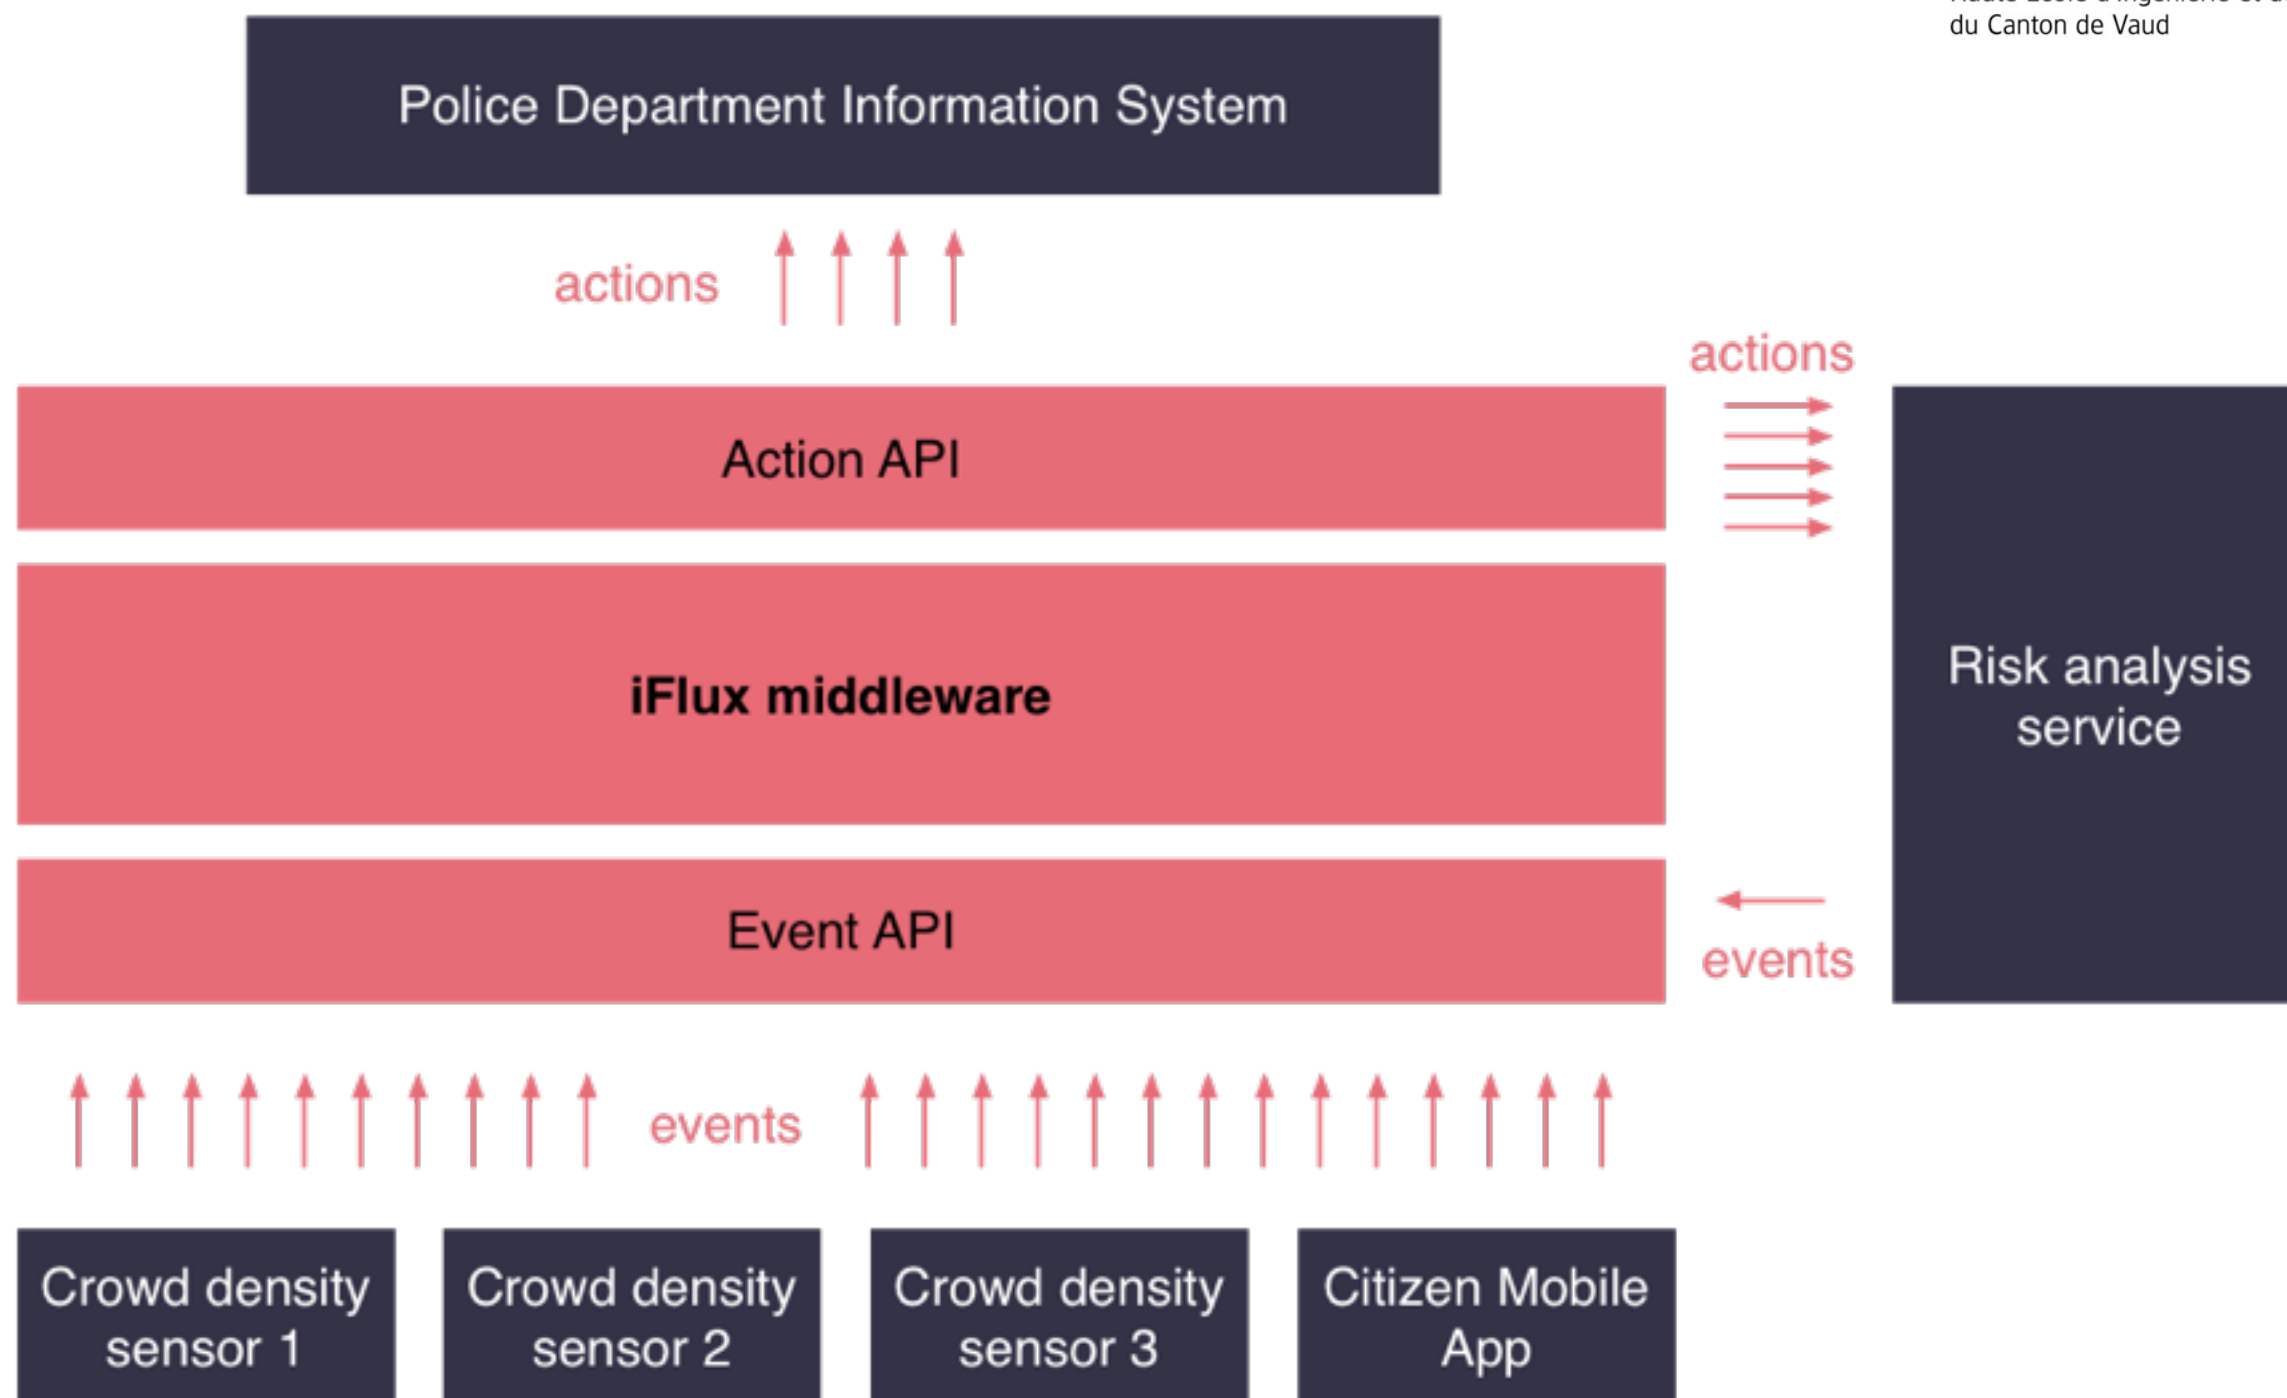 du Canton de Vaud
Police Department Information System
actions
actions
Action API
iFlux middleware
Risk analysis
service
Event API
events
events
Crowd density
sensor 1
Crowd density
sensor 2
Crowd density
sensor 3
Citizen Mobile
App